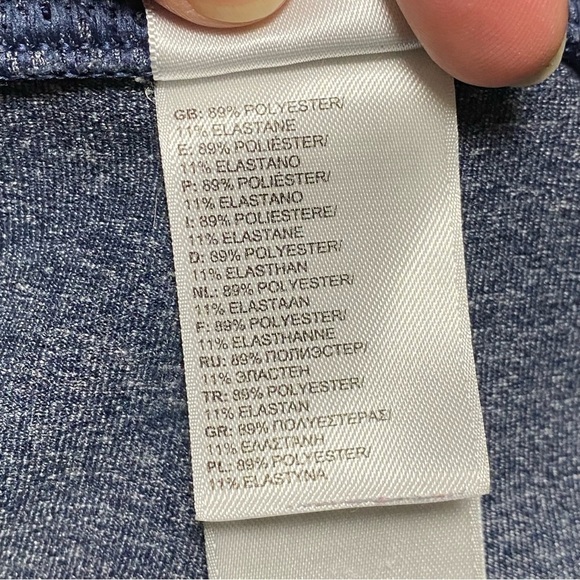 GB: 89% POLYESTER/
11% ELASTANE
E: 89% POLIÉSTER/
11% ELASTANO
P: 89% POLIÉSTER/
11% ELASTANO
I: 89% POLIESTERE/
11% ELASTANE
D: 89% POLYESTER/
11% ELASTHAN
NL: 89% POLYESTER/
11% ELASTAAN
F: 89% POLYESTER/
11% ELASTHANNE
RU: 89% ПОЛИЭСТЕР/
11% ЭЛАСТЕН
TR: 89% POLYESTER/
11% ELASTAN
GR: 89% ΠΟΛΥΕΣΤΕΡΑΣ/
11% ΕΛΑΣΤΑΝΗ
PL: 89% POLYESTER/
11% ELASTYNA